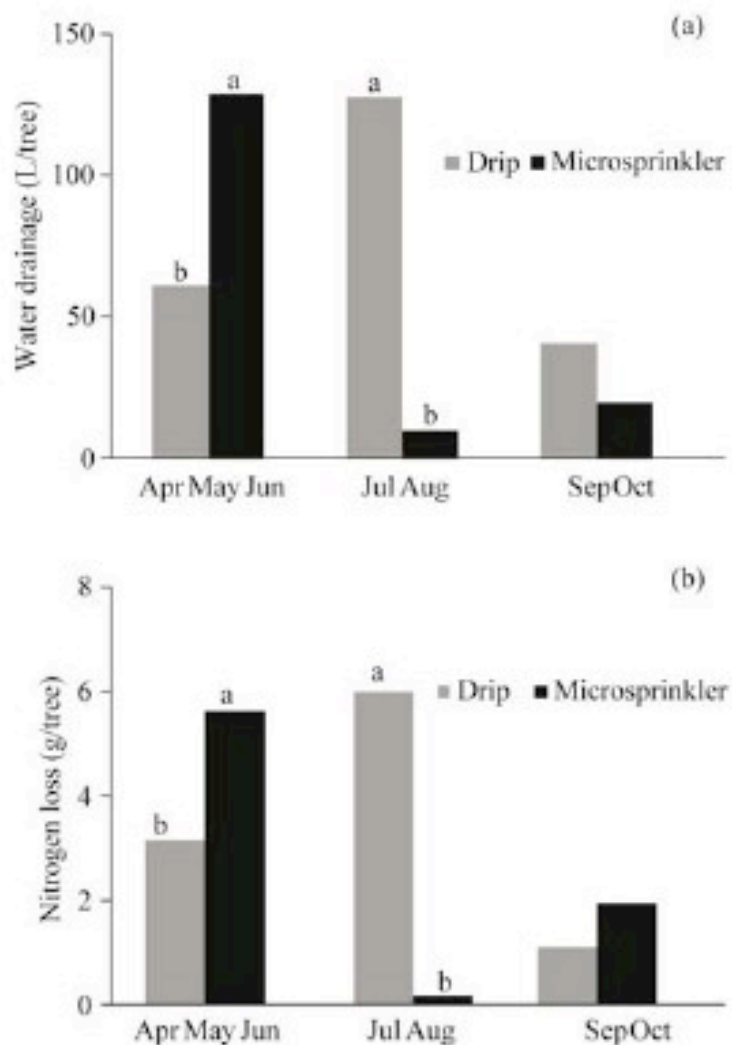 (a)
Water drainage (L/tree)
150
100
50
0
b
a
a
b
Drip Microsprinkler
Apr May Jun
Jul Aug
SepOct
(b)
Nitrogen loss (g/tree)
8
6
4
2
0
b
a
a
b
Drip Microsprinkler
Apr May Jun
Jul Aug
SepOct